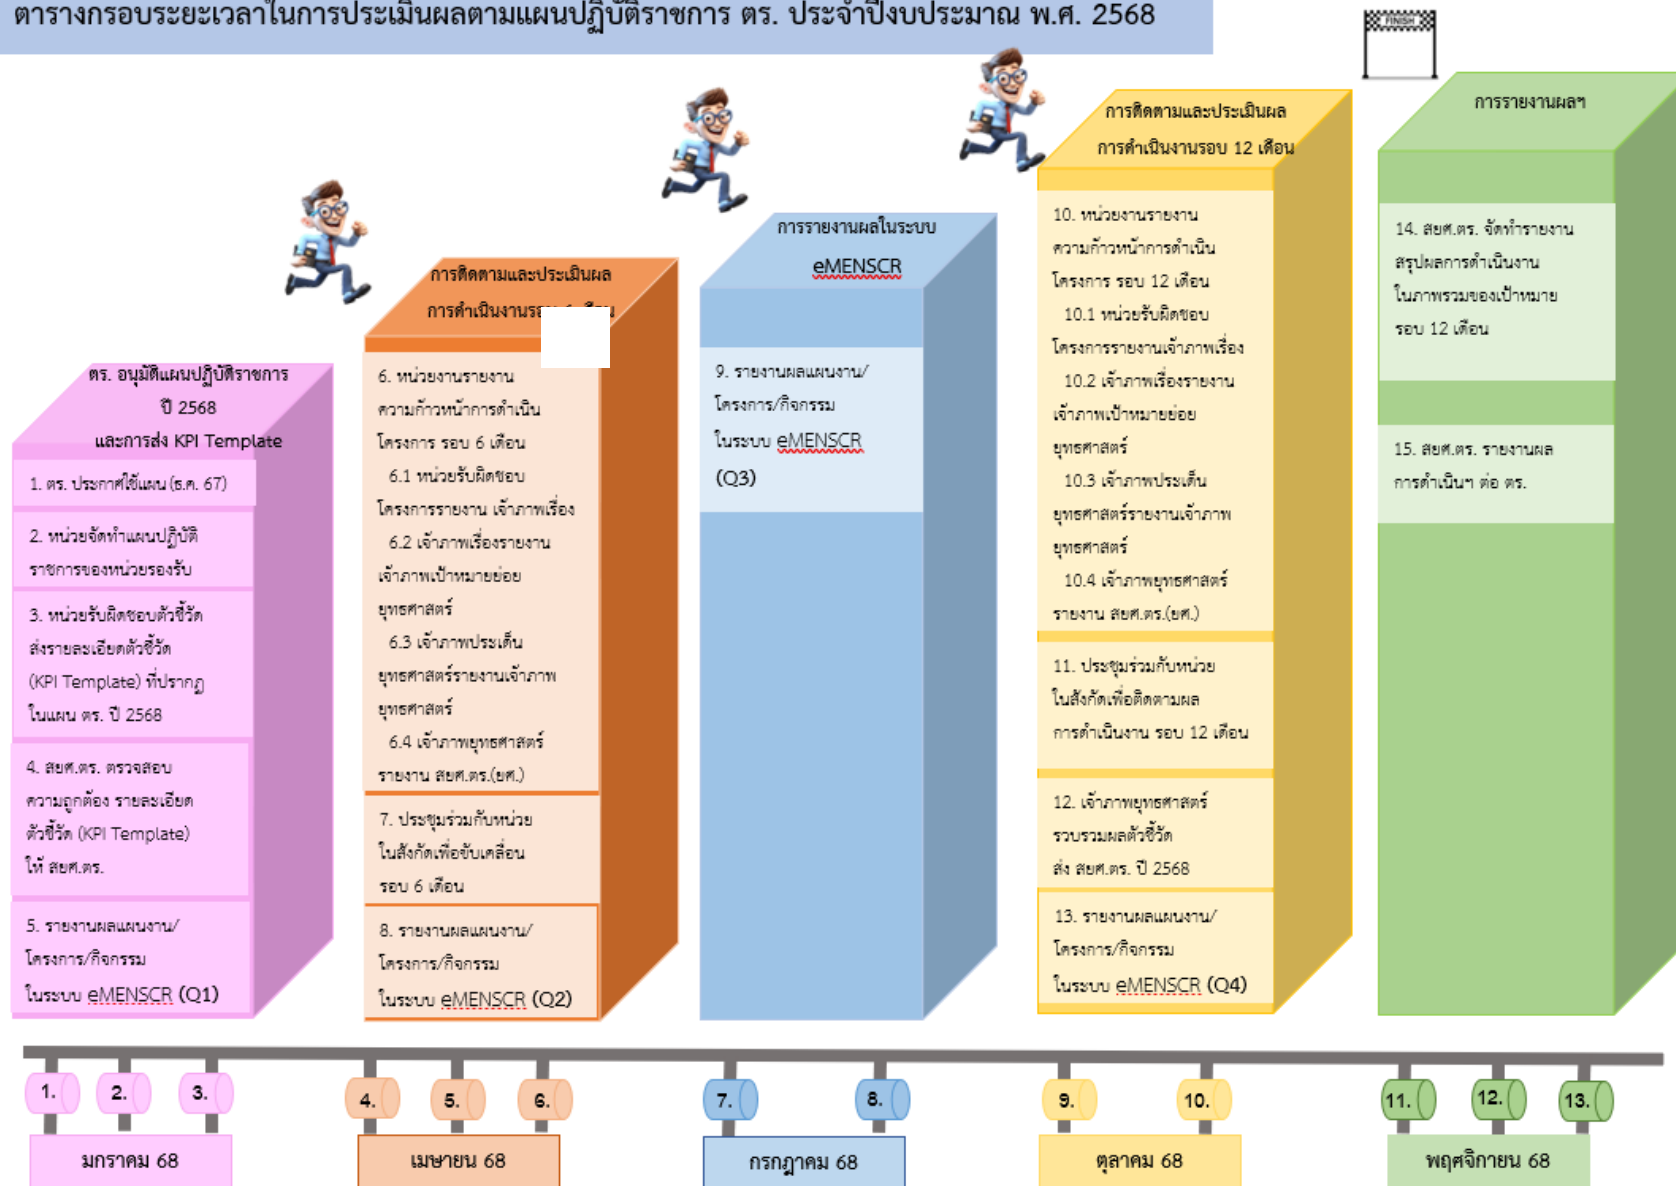 ตารางกรอบระยะเวลาในการประเมินผลตามแผนปฏิบัติราชการ ตร. ประจำปีงบประมาณ พ.ศ. 2568
FINISH
ตร. อนุมัติแผนปฏิบัติราชการ
ปี 2568
และการส่ง KPI Template
1. ตร. ประกาศใช้แผน (ธ.ค. 67)
2. หน่วยจัดทำแผนปฏิบัติ
ราชการของหน่วยรองรับ
3. หน่วยรับผิดชอบตัวชี้วัด
ส่งรายละเอียดตัวชี้วัด
(KPI Template) ที่ปรากฏ
ในแผน ตร. ปี 2568
4. สยศ.ตร. ตรวจสอบ
ความถูกต้อง รายละเอียด
ตัวชี้วัด (KPI Template)
ให้ สยศ.ตร.
5. รายงานผลแผนงาน/
โครงการ/กิจกรรม
ในระบบ eMENSCR (Q1)
การติดตามและประเมินผล
การดำเนินงาน
6. หน่วยงานรายงาน
ความก้าวหน้าการดำเนิน
โครงการ รอบ 6 เดือน
6.1 หน่วยรับผิดชอบ
โครงการรายงาน เจ้าภาพเรื่อง
6.2 เจ้าภาพเรื่องรายงาน
เจ้าภาพเป้าหมายย่อย
ยุทธศาสตร์
6.3 เจ้าภาพประเด็น
ยุทธศาสตร์รายงานเจ้าภาพ
ยุทธศาสตร์
6.4 เจ้าภาพยุทธศาสตร์
รายงาน สยศ.ตร.(ยศ.)
7. ประชุมร่วมกับหน่วย
ในสังกัดเพื่อขับเคลื่อน
รอบ 6 เดือน
8. รายงานผลแผนงาน/
โครงการ/กิจกรรม
ในระบบ eMENSCR (Q2)
การรายงานผลในระบบ
eMENSCR
9. รายงานผลแผนงาน/
โครงการ/กิจกรรม
ในระบบ eMENSCR
(Q3)
การติดตามและประเมินผล
การดำเนินงานรอบ 12 เดือน
10. หน่วยงานรายงาน
ความก้าวหน้าการดำเนิน
โครงการ รอบ 12 เดือน
10.1 หน่วยรับผิดชอบ
โครงการรายงานเจ้าภาพเรื่อง
10.2 เจ้าภาพเรื่องรายงาน
เจ้าภาพเป้าหมายย่อย
ยุทธศาสตร์
10.3 เจ้าภาพประเด็น
ยุทธศาสตร์รายงานเจ้าภาพ
ยุทธศาสตร์
10.4 เจ้าภาพยุทธศาสตร์
รายงาน สยศ.ตร.(ยศ.)
11. ประชุมร่วมกับหน่วย
ในสังกัดเพื่อติดตามผล
การดำเนินงาน รอบ 12 เดือน
12. เจ้าภาพยุทธศาสตร์
รวบรวมผลตัวชี้วัด
ส่ง สยศ.ตร. ปี 2568
13. รายงานผลแผนงาน/
โครงการ/กิจกรรม
ในระบบ eMENSCR (Q4)
การรายงานผลฯ
14. สยศ.ตร. จัดทำรายงาน
สรุปผลการดำเนินงาน
ในภาพรวมของเป้าหมาย
รอบ 12 เดือน
15. สยศ.ตร. รายงานผล
การดำเนินฯ ต่อ ตร.
1. 2. 3. 4. 5. 6. 7. 8. 9. 10. 11. 12. 13.
มกราคม 68
เมษายน 68
กรกฎาคม 68
ตุลาคม 68
พฤศจิกายน 68